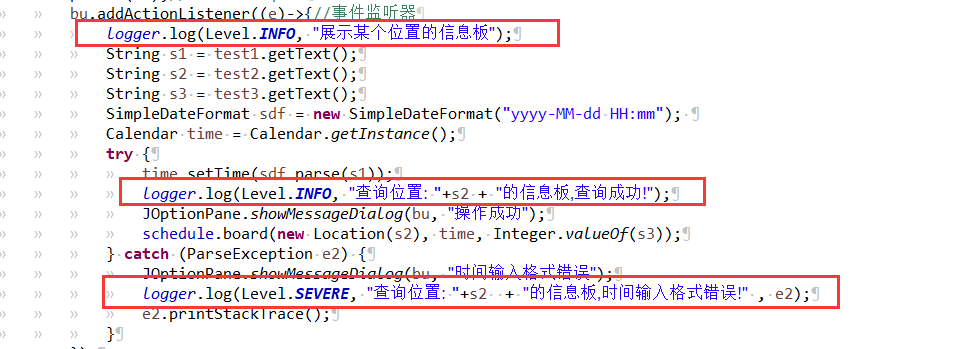 bu.addActionListener((e)->{//事件监听器
logger.log(Level.INFO, "展示某个位置的信息板");
String s1 = test1.getText();
String s2 = test2.getText();
String s3 = test3.getText();
SimpleDateFormat sdf = new SimpleDateFormat("yyyy-MM-dd HH:mm");
Calendar time = Calendar.getInstance();
try {
time.setTime(sdf.parse(s1));
logger.log(Level.INFO, "查询位置: "+s2 + "的信息板,查询成功!");
JOptionPane.showMessageDialog(bu, "操作成功");
schedule.board(new Location(s2), time, Integer.valueOf(s3));
} catch (ParseException e2) {
JOptionPane.showMessageDialog(bu, "时间输入格式错误");
logger.log(Level.SEVERE, "查询位置: "+s2  + "的信息板,时间输入格式错误!" , e2);
e2.printStackTrace();
}